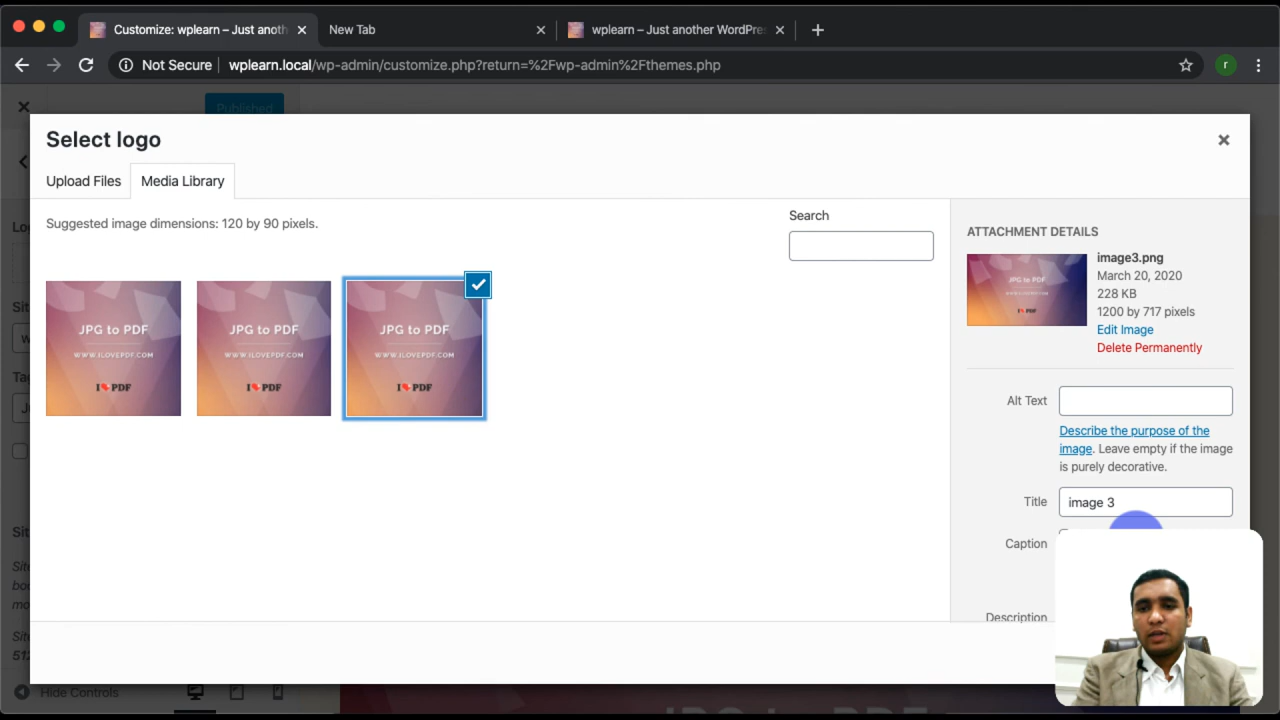 Customize: wplearn – Just anoth
New Tab
wplearn – Just another WordPres
Not Secure
wplearn.local/wp-admin/customize.php?return=%2Fwp-admin%2Fthemes.php
r
Published
Select logo
Upload Files
Media Library
Suggested image dimensions: 120 by 90 pixels.
Search
ATTACHMENT DETAILS
image3.png
March 20, 2020
228 KB
1200 by 717 pixels
Edit Image
Delete Permanently
JPG to PDF
WWW.ILOVEPDF.COM
I PDF
JPG to PDF
WWW.ILOVEPDF.COM
I PDF
JPG to PDF
WWW.ILOVEPDF.COM
I PDF
JPG to PDF
Alt Text
Describe the purpose of the
image. Leave empty if the image
is purely decorative.
Title
image 3
Caption
Description
Hide Controls